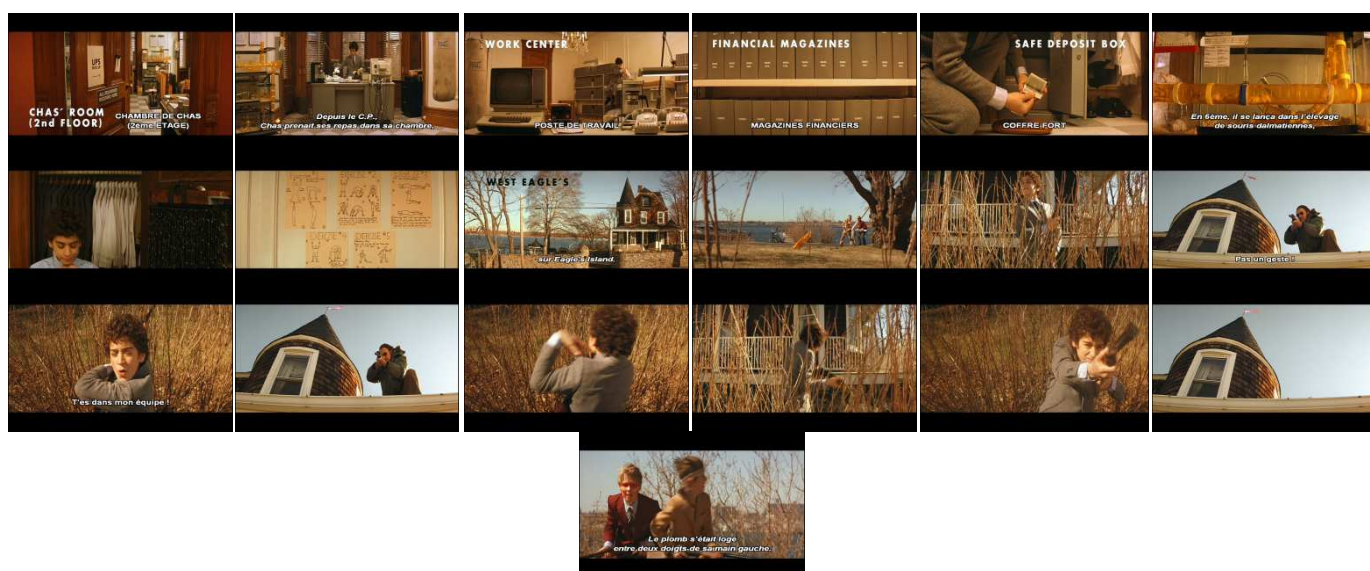 UPS
CHAS' ROOM
(2nd FLOOR)
CHAMBRE DE CHAS
(2ème ETAGE)
Depuis le C.P.,
Chas prenait ses repas dans sa chambre.
WORK CENTER
POSTE DE TRAVAIL
FINANCIAL MAGAZINES
MAGAZINES FINANCIERS
SAFE DEPOSIT BOX
COFFRE FORT
En 6ème, il se lança dans l'élevage
de souris dalmatiennes,
WEST EAGLE'S
sur Eagle's Island.
Pas un geste !
T'es dans mon équipe !
Le plomb s'était logé
entre deux doigts de sa main gauche.